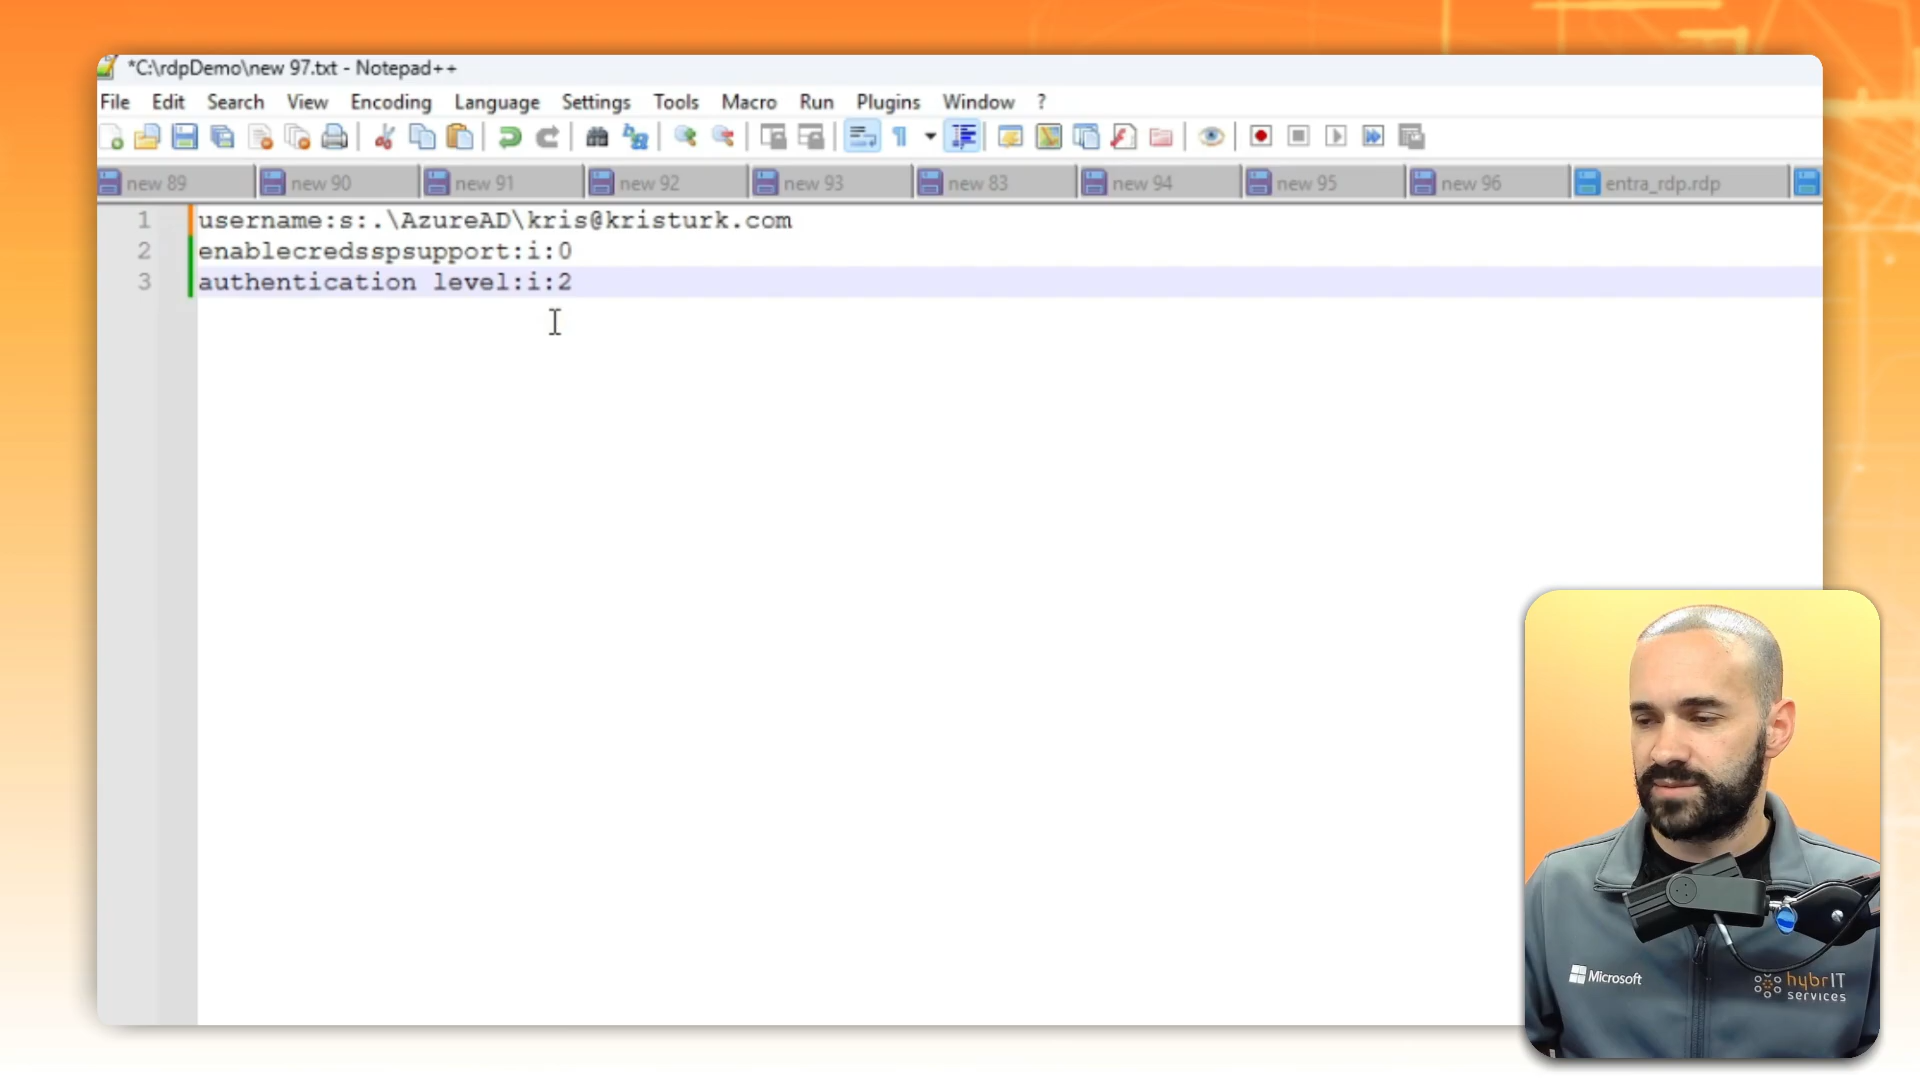 *C:\rdpDemo\new 97.txt - Notepad++
File Edit Search View Encoding Language Settings Tools Macro Run Plugins Window ?
new 89 new 90 new 91 new 92 new 93 new 83 new 94 new 95 new 96 entra_rdp.rdp
1 username:s:.\AzureAD\kris@kristurk.com
2 enablecredsspsupport:i:0
3 authentication level:i:2
Microsoft
hybrIT
services